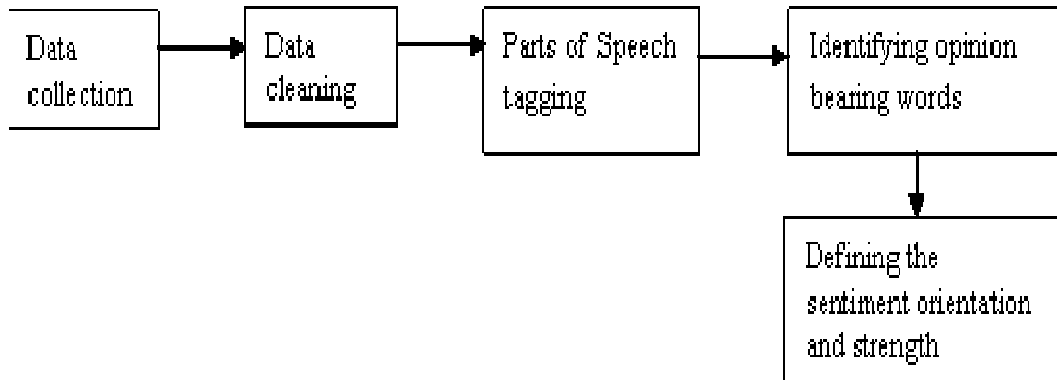 Data
collection
Data
cleaning
Parts of Speech
tagging
Identifying opinion
bearing words
Defining the
sentiment orientation
and strength